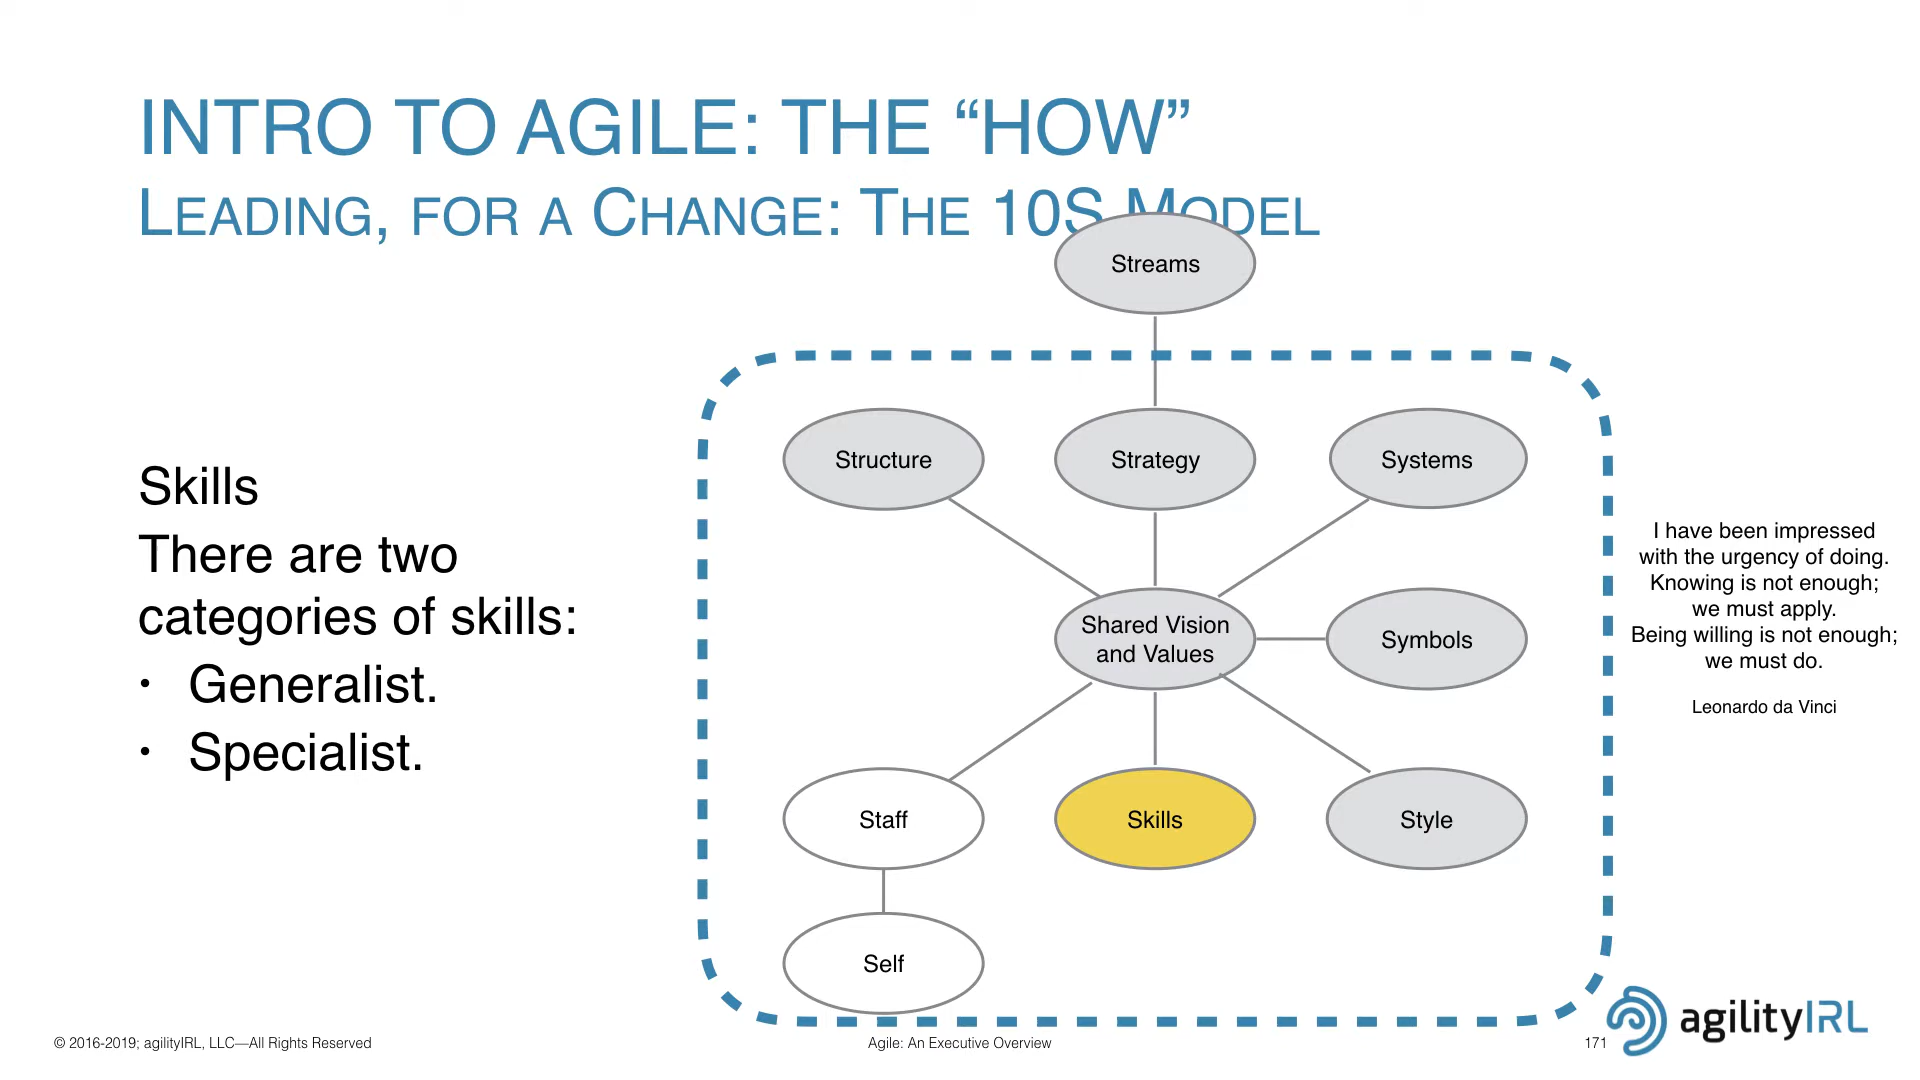 INTRO TO AGILE: THE “HOW”
LEADING, FOR A CHANGE: THE 10S MODEL
Streams
Structure
Strategy
Systems
Skills
There are two
categories of skills:
• Generalist.
• Specialist.
Shared Vision
and Values
Symbols
Staff
Skills
Style
Self
I have been impressed
with the urgency of doing.
Knowing is not enough;
we must apply.
Being willing is not enough;
we must do.
Leonardo da Vinci
© 2016-2019; agilityIRL, LLC—All Rights Reserved
Agile: An Executive Overview
171
agilityIRL